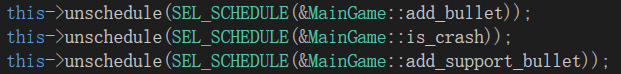 this->unschedule(SEL_SCHEDULE(&MainGame::add_bullet));
this->unschedule(SEL_SCHEDULE(&MainGame::is_crash));
this->unschedule(SEL_SCHEDULE(&MainGame::add_support_bullet));